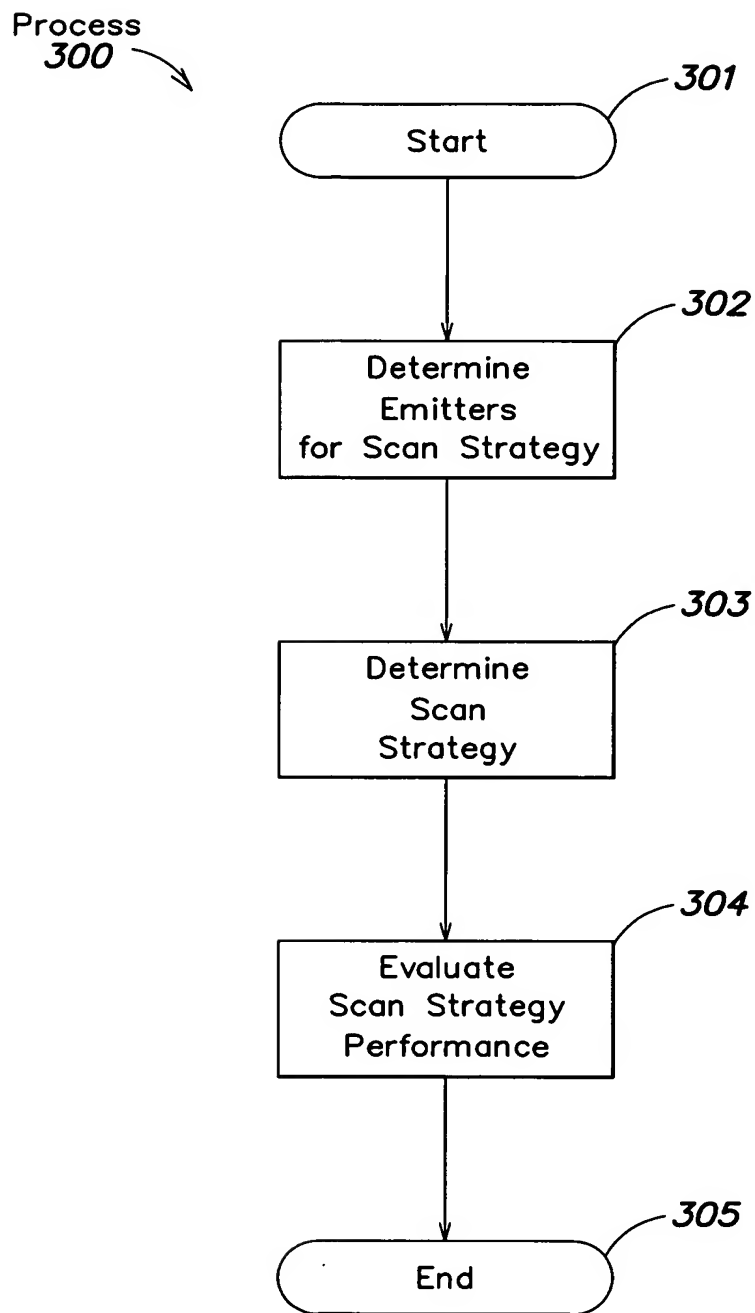 Process
300
301
Start
302
Determine
Emitters
for Scan Strategy
303
Determine
Scan
Strategy
304
Evaluate
Scan Strategy
Performance
305
End